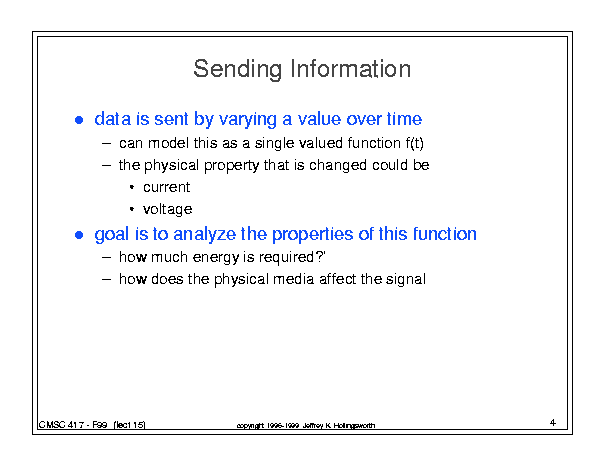 Sending Information
● data is sent by varying a value over time
– can model this as a single valued function f(t)
– the physical property that is changed could be
• current
• voltage
● goal is to analyze the properties of this function
– how much energy is required?'
– how does the physical media affect the signal
CMSC 417 - F99 (lect 15)
copyright 1996-1999 Jeffrey K. Hollingsworth
4